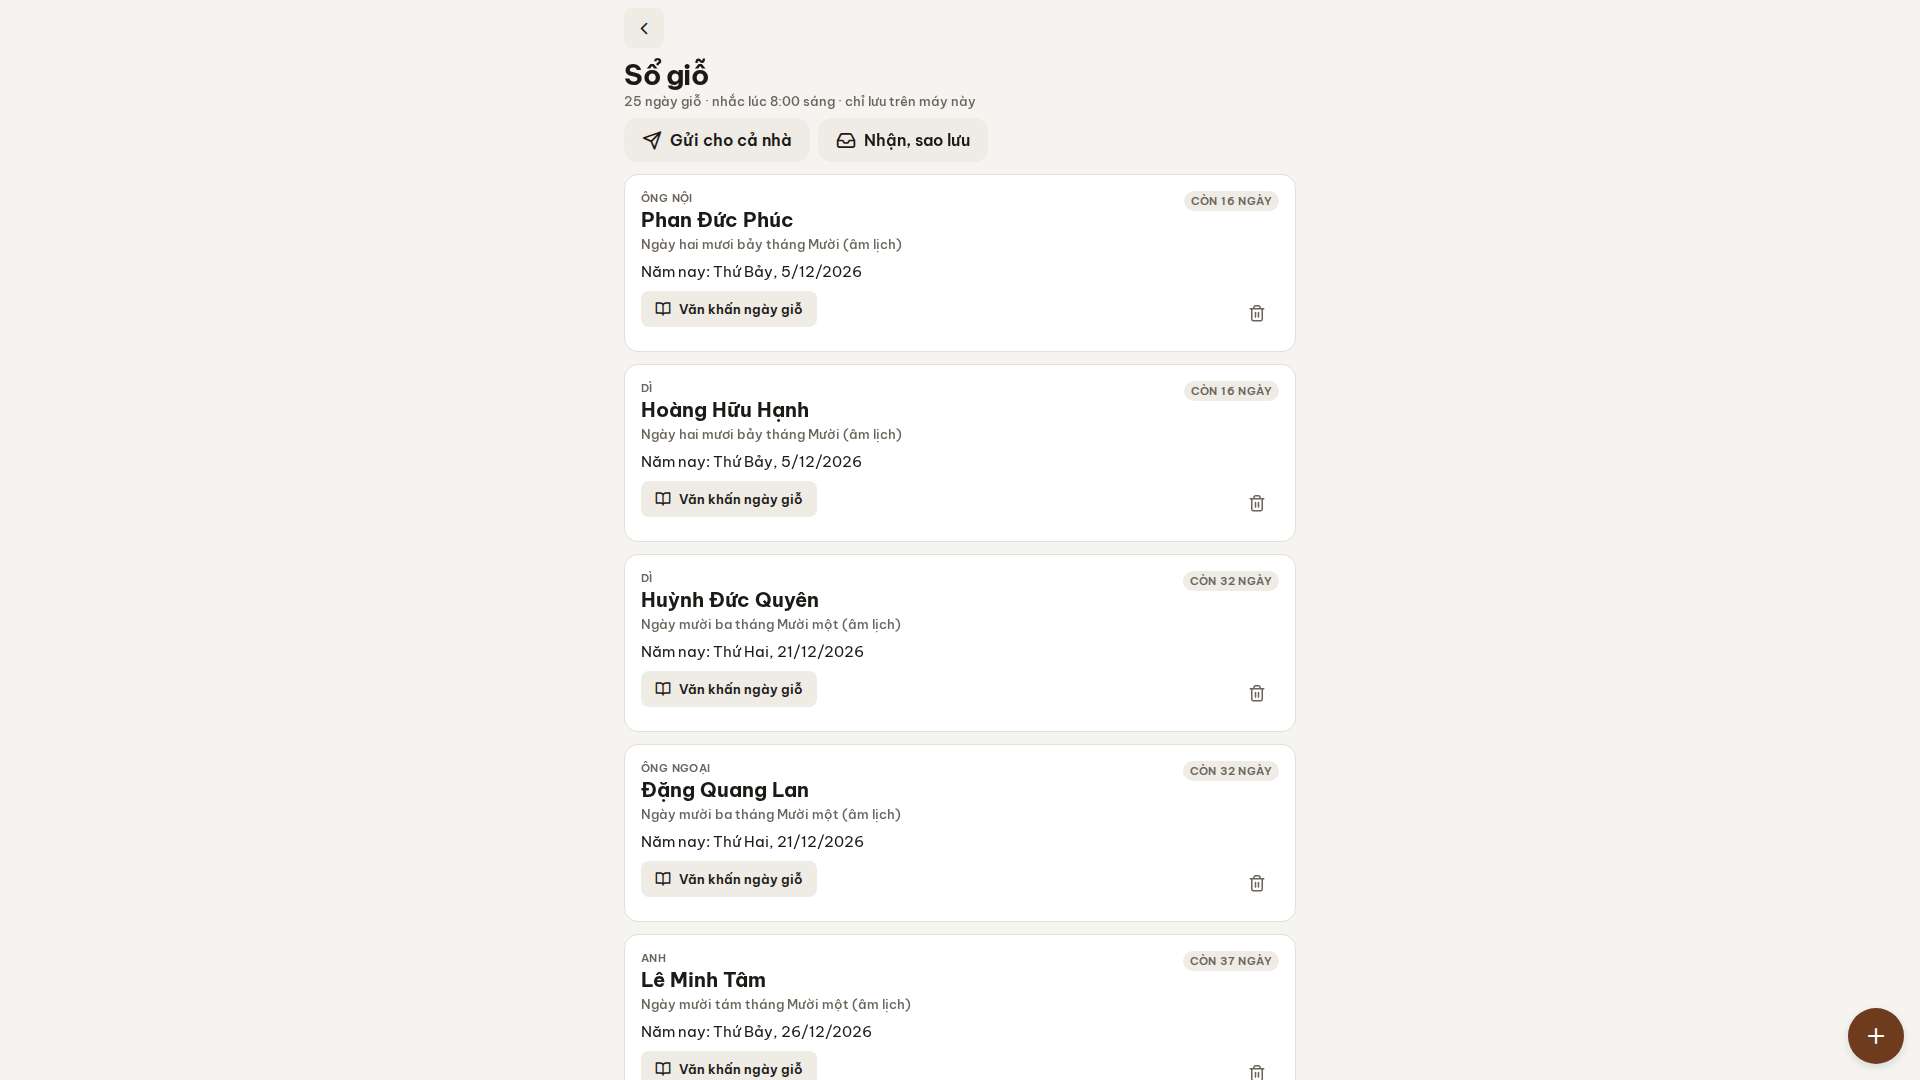 Sổ giỗ
25 ngày giỗ · nhắc lúc 8:00 sáng · chỉ lưu trên máy này
Gửi cho cả nhà
Nhận, sao lưu
ÔNG NỘI
CÒN 16 NGÀY
Phan Đức Phúc
Ngày hai mươi bảy tháng Mười (âm lịch)
Năm nay: Thứ Bảy, 5/12/2026
Văn khấn ngày giỗ
DÌ
CÒN 16 NGÀY
Hoàng Hữu Hạnh
Ngày hai mươi bảy tháng Mười (âm lịch)
Năm nay: Thứ Bảy, 5/12/2026
Văn khấn ngày giỗ
DÌ
CÒN 32 NGÀY
Huỳnh Đức Quyên
Ngày mười ba tháng Mười một (âm lịch)
Năm nay: Thứ Hai, 21/12/2026
Văn khấn ngày giỗ
ÔNG NGOẠI
CÒN 32 NGÀY
Đặng Quang Lan
Ngày mười ba tháng Mười một (âm lịch)
Năm nay: Thứ Hai, 21/12/2026
Văn khấn ngày giỗ
ANH
CÒN 37 NGÀY
Lê Minh Tâm
Ngày mười tám tháng Mười một (âm lịch)
Năm nay: Thứ Bảy, 26/12/2026
Văn khấn ngày giỗ